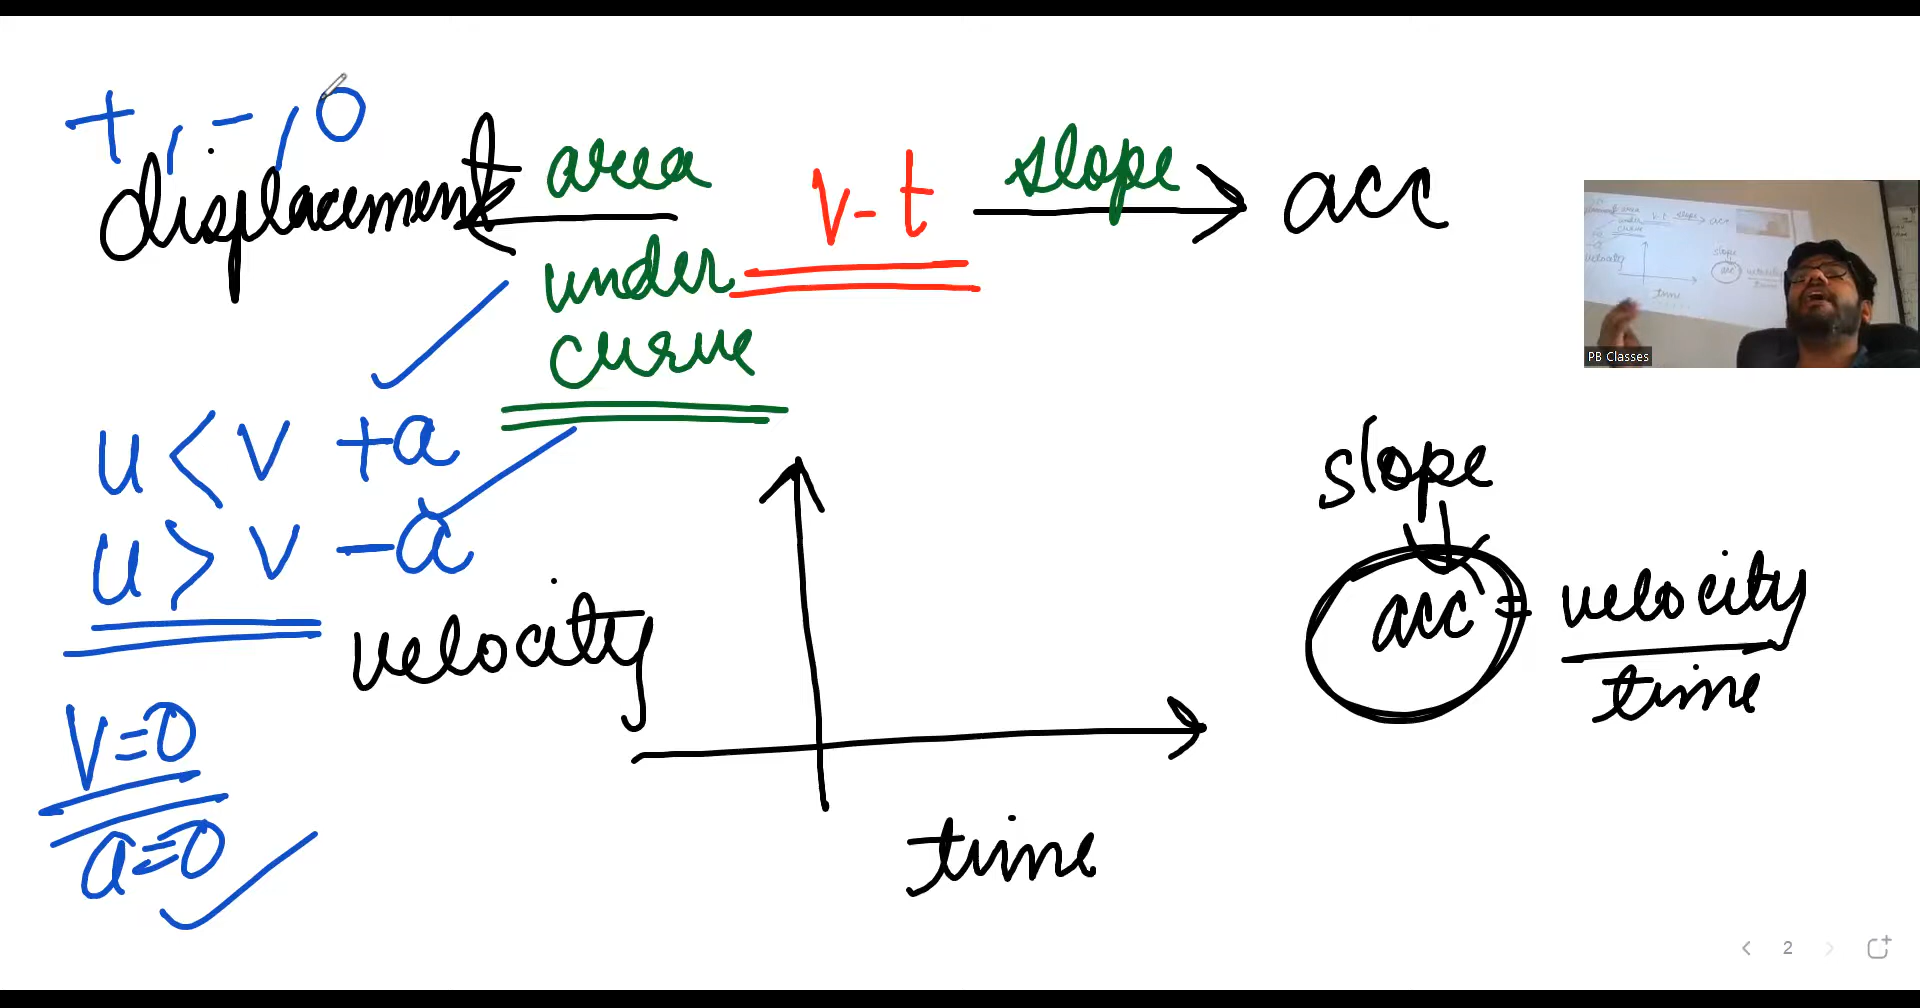 +, -, 0
displacement area under curve v-t slope acc
u < v +a
u > v -a
velocity
time
v=0
a=0
slope
acc = velocity
time
PB Classes
2